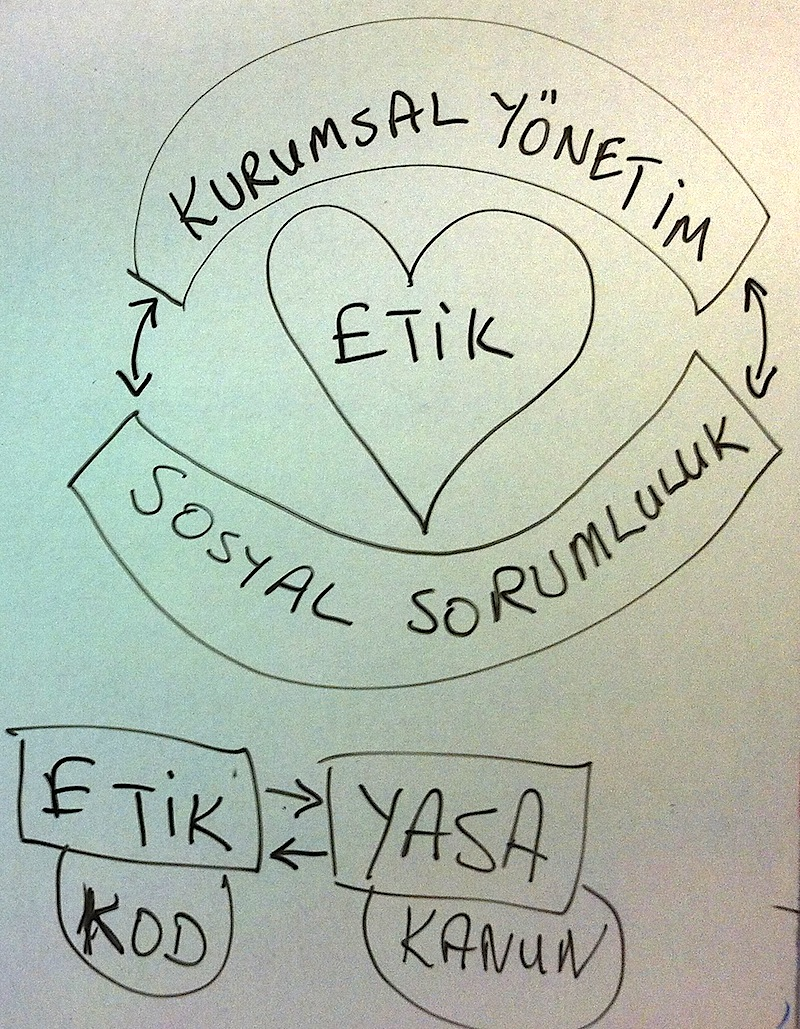 KURUMSAL YÖNETİM
ETİK
SOSYAL SORUMLULUK
ETİK
YASA
KOD
KANUN